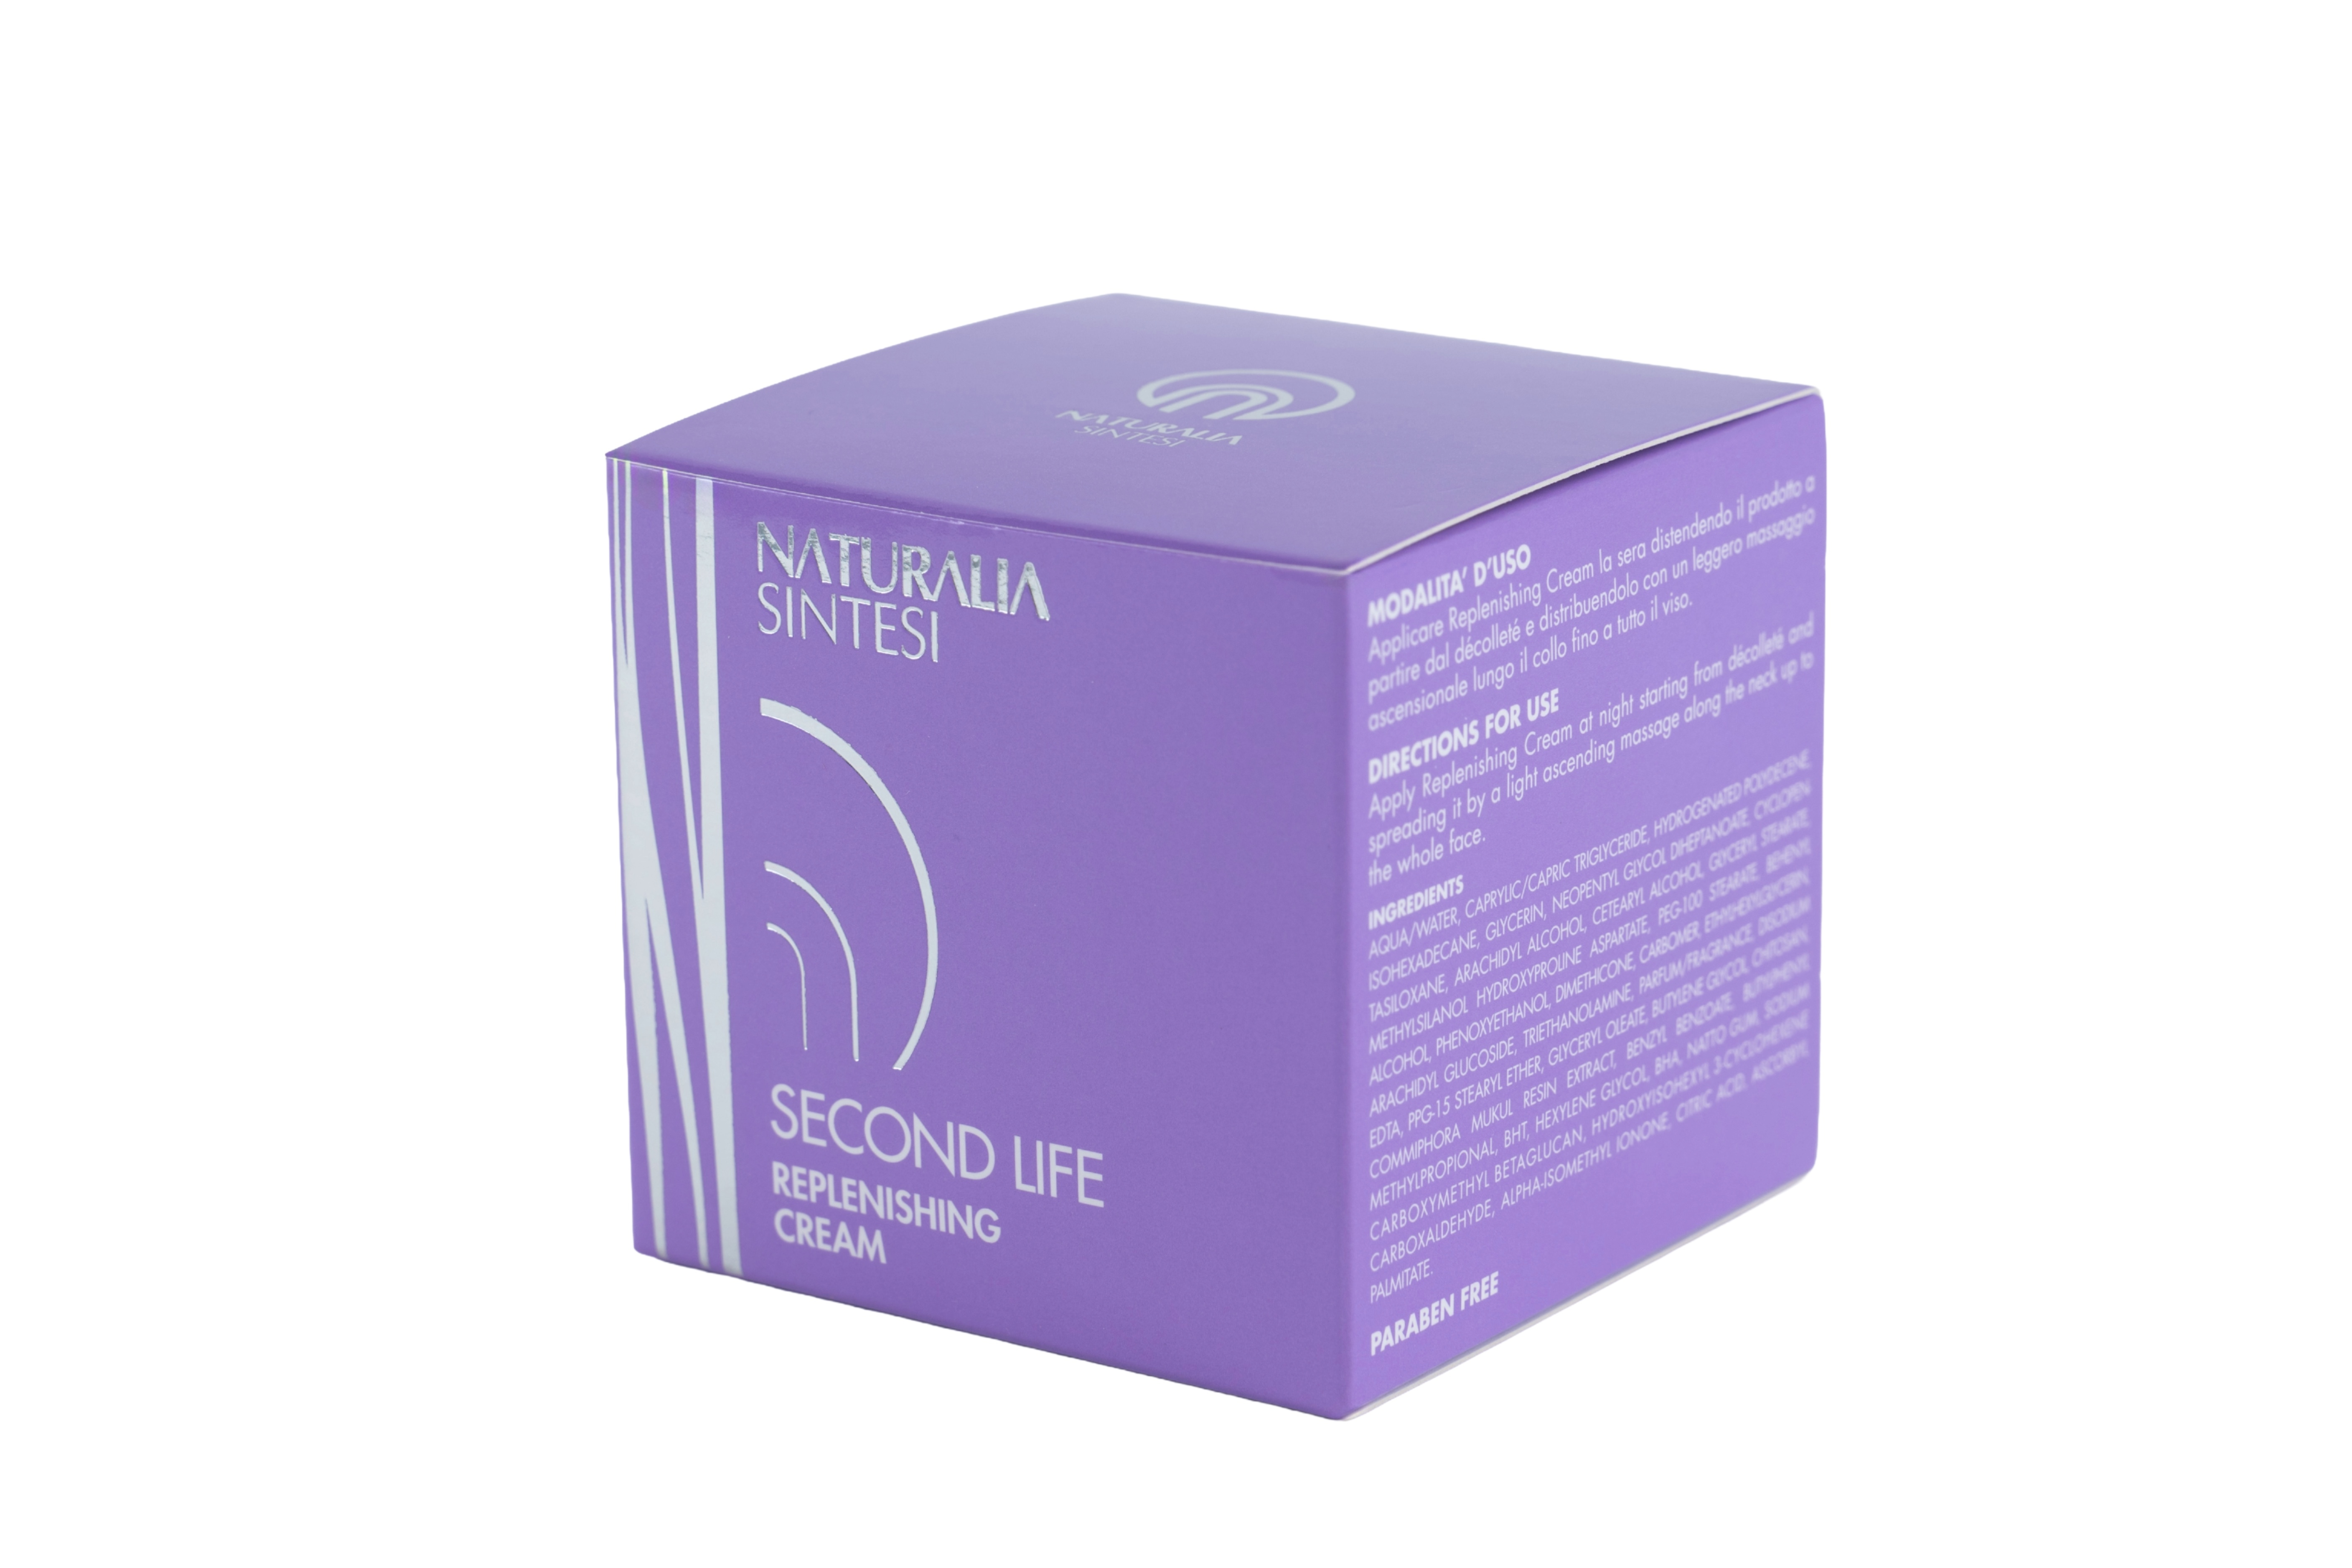 NATURALIA
SINTESI
NATURALIA
SINTESI
SECOND LIFE
REPLENISHING
CREAM
MODALITA' D'USO
Applicare Replenishing Cream la sera distendendo il prodotto a
partire dal décolleté e distribuendolo con un leggero massaggio
ascensionale lungo il collo fino a tutto il viso.
DIRECTIONS FOR USE
Apply Replenishing Cream at night starting from décolleté and
spreading it by a light ascending massage along the neck up to
the whole face.
INGREDIENTS
AQUA/WATER, CAPRYLIC/CAPRIC TRIGLYCERIDE, HYDROGENATED POLYDECENE,
ISOHEXADECANE, GLYCERIN, NEOPENTYL GLYCOL DIHEPTANOATE, CYCLOPEN
TASILOXANE, ARACHIDYL ALCOHOL, CETEARYL ALCOHOL, GLYCERYL STEARATE,
METHYLSILANOL HYDROXYPROLINE ASPARTATE, PEG-100 STEARATE, BEHENYL
ALCOHOL, PHENOXYETHANOL, DIMETHICONE, CARBOMER, ETHYLHEXYLGLYCERIN,
ARACHIDYL GLUCOSIDE, TRIETHANOLAMINE, PARFUM/FRAGRANCE, DISODIUM
EDTA, PPG-15 STEARYL ETHER, GLYCERYL OLEATE, BUTYLENE GLYCOL, CHITOSAN,
COMMIPHORA MUKUL RESIN EXTRACT, BENZYL BENZOATE, BUTYLPHENYL
METHYLPROPIONAL, BHT, HEXYLENE GLYCOL, BHA, NATTO GUM, SODIUM
CARBOXYMETHYL BETAGLUCAN, HYDROXYISOHEXYL 3-CYCLOHEXENE
CARBOXALDEHYDE, ALPHA-ISOMETHYL IONONE, CITRIC ACID, ASCORBYL
PALMITATE.
PARABEN FREE